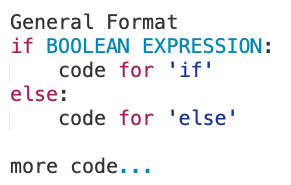 General Format
if BOOLEAN EXPRESSION:
    code for 'if'
else:
    code for 'else'

more code...